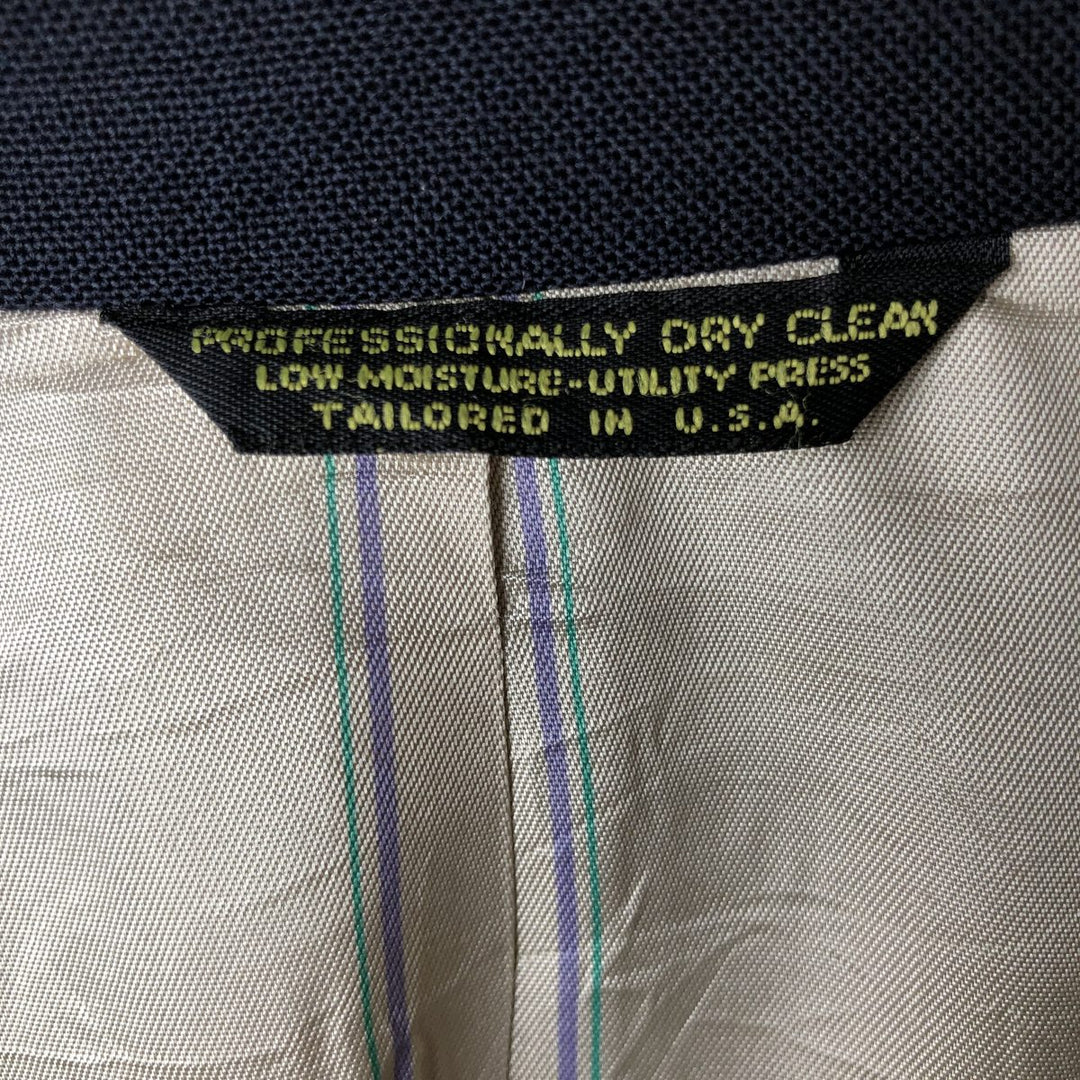 PROFESSIONALLY DRY CLEAN
LOW-MOISTURE-UTILITY PRESS
TAILORED IN U.S.A.